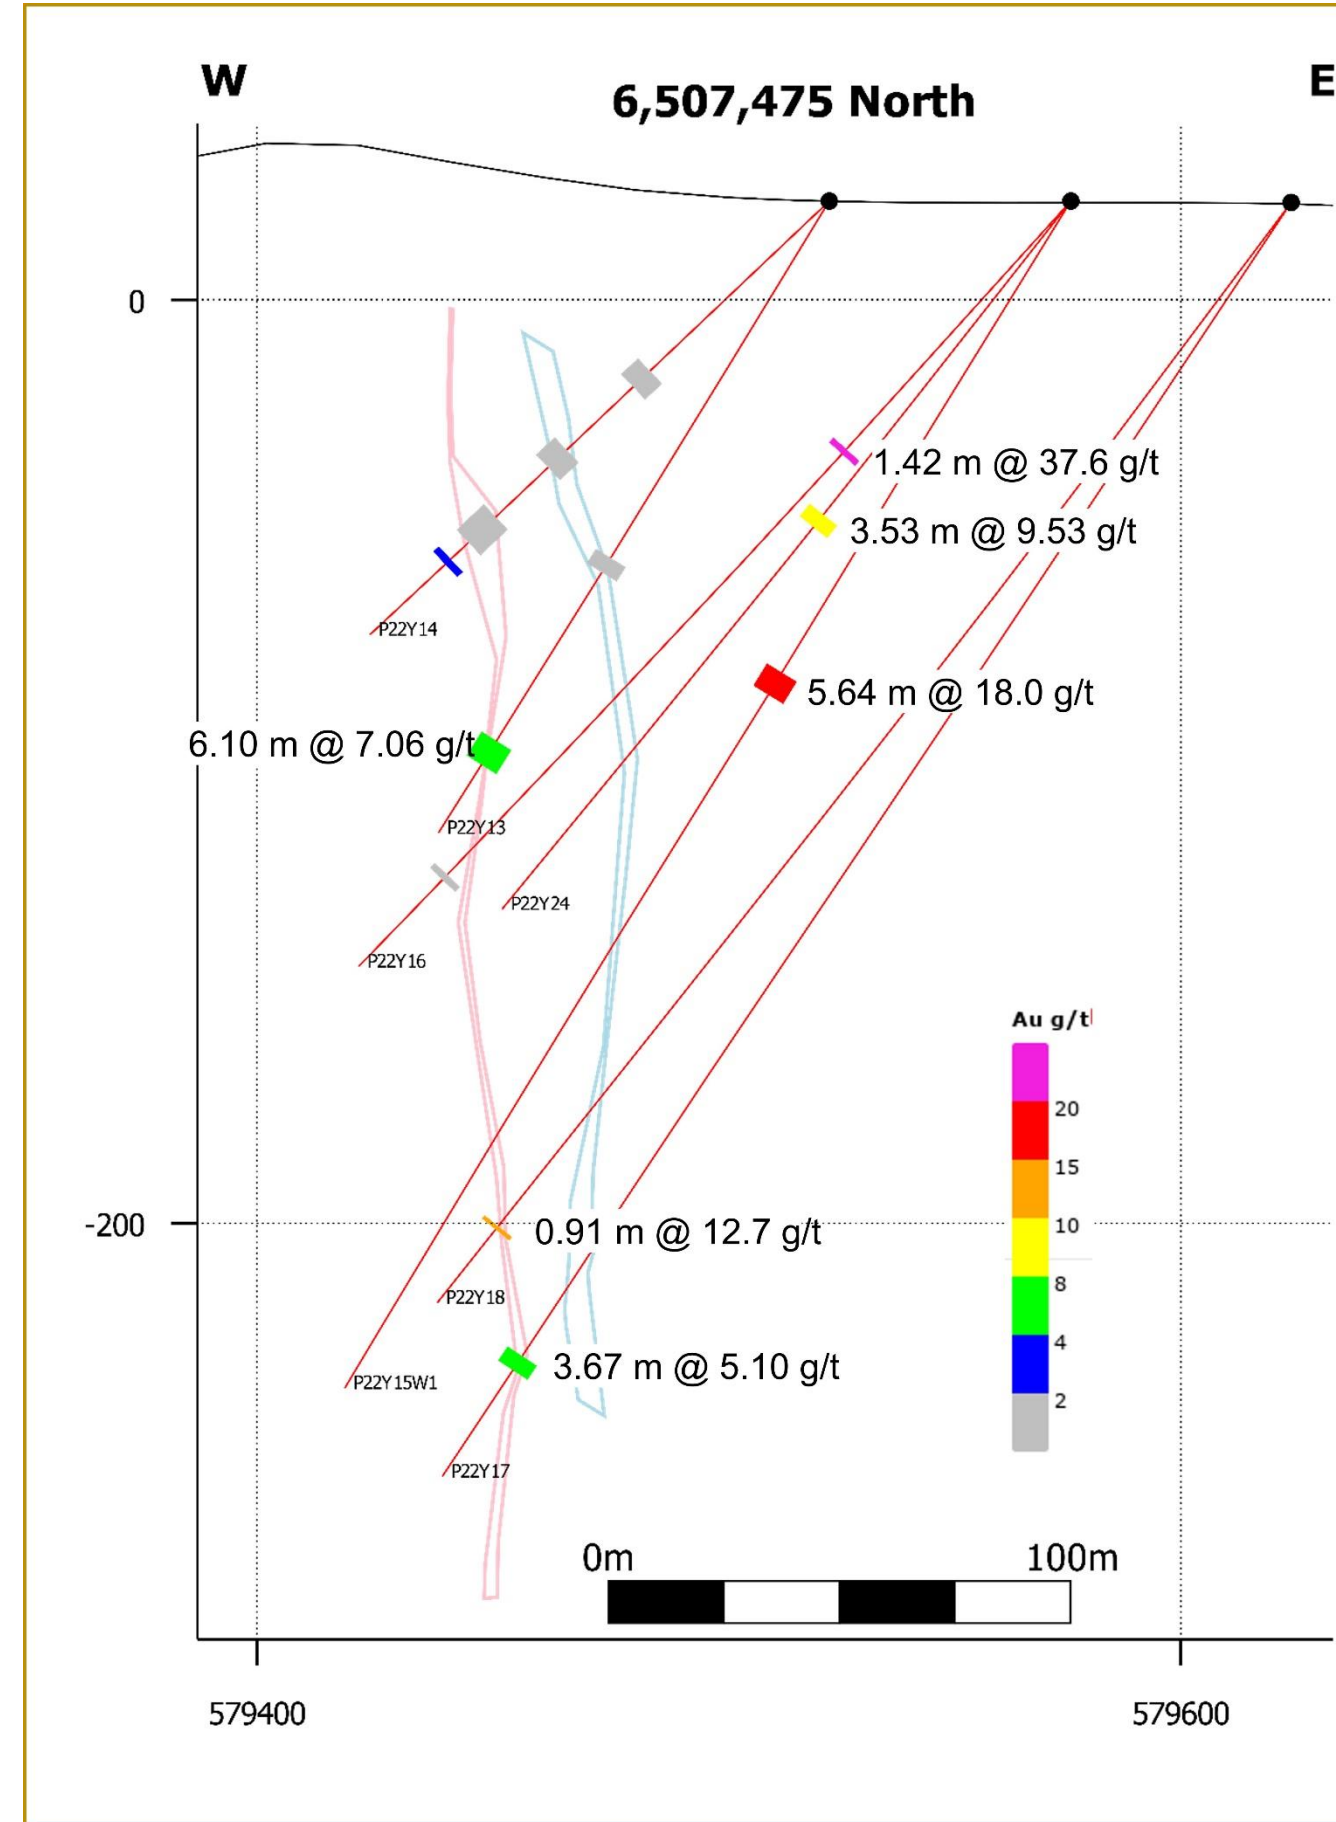 W
E
6,507,475 North
0
1.42 m @ 37.6 g/t
3.53 m @ 9.53 g/t
P22Y14
5.64 m @ 18.0 g/t
6.10 m @ 7.06 g/t
P22Y13
P22Y24
P22Y16
Au g/t
20
15
10
8
4
2
-200
0.91 m @ 12.7 g/t
P22Y18
3.67 m @ 5.10 g/t
P22Y15W1
P22Y17
0m
100m
579400
579600